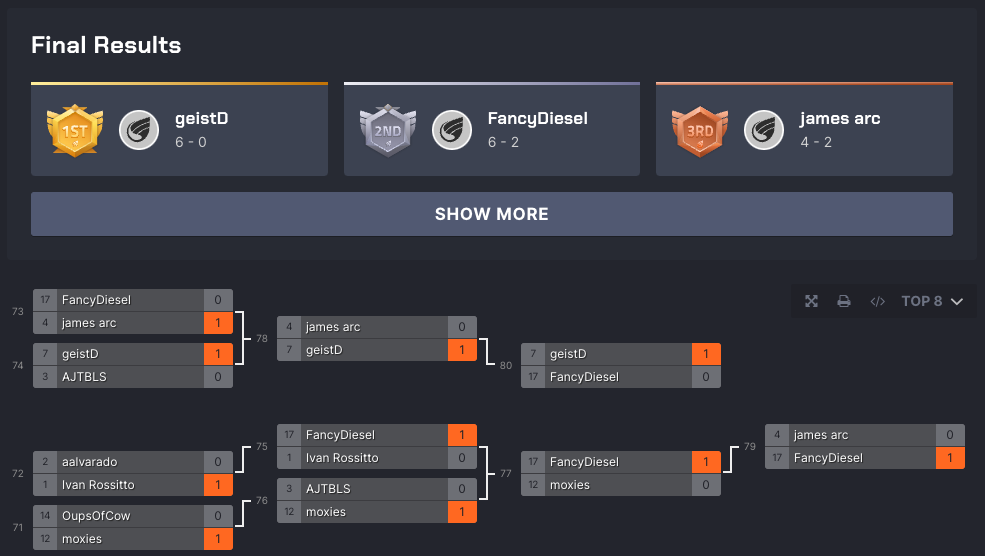 Final Results
1ST
geistD
6 - 0
2ND
FancyDiesel
6 - 2
3RD
james arc
4 - 2
SHOW MORE
</> TOP 8
73
17 FancyDiesel 0
4 james arc 1
74
7 geistD 1
3 AJTBLS 0
78
4 james arc 0
7 geistD 1
80
7 geistD 1
17 FancyDiesel 0
72
2 aalvarado 0
1 Ivan Rossitto 1
71
14 OupsOfCow 0
12 moxies 1
75
17 FancyDiesel 1
1 Ivan Rossitto 0
76
3 AJTBLS 0
12 moxies 1
77
17 FancyDiesel 1
12 moxies 0
79
4 james arc 0
17 FancyDiesel 1